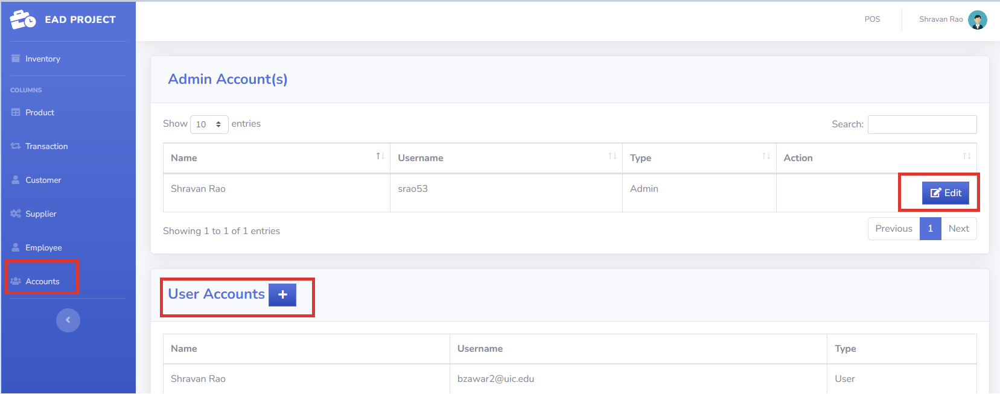 EAD PROJECT
POS
Shravan Rao
Inventory
COLUMNS
Product
Transaction
Customer
Supplier
Employee
Accounts
Admin Account(s)
Show 10 entries
Search:
Name Username Type Action
Shravan Rao srao53 Admin Edit
Showing 1 to 1 of 1 entries
Previous 1 Next
User Accounts +
Name Username Type
Shravan Rao bzawar2@uic.edu User